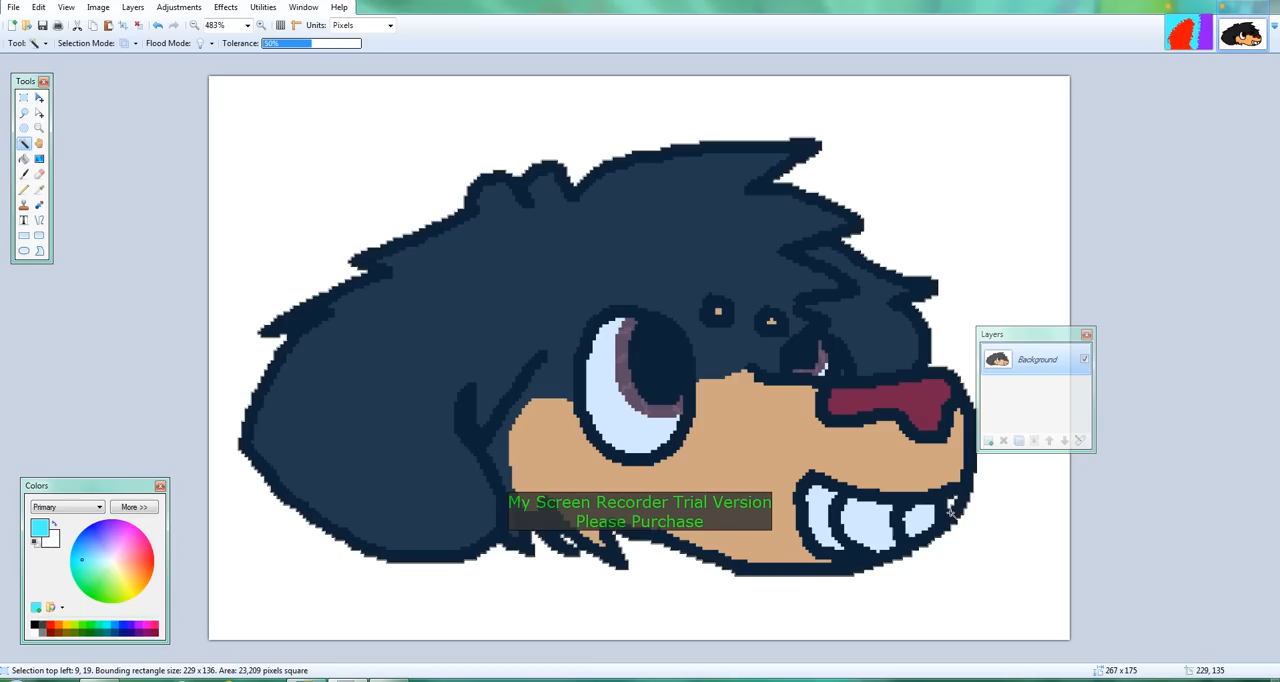 File Edit View Image Layers Adjustments Effects Utilities Window Help
483% Units: Pixels
Tool: Selection Mode: Flood Mode: Tolerance: 50%
Tools
Layers
Background
My Screen Recorder Trial Version
Please Purchase
Colors
Primary More >>
Selection top left: 9, 19. Bounding rectangle size: 229 x 136. Area: 23,209 pixels square 267 x 175 229, 135